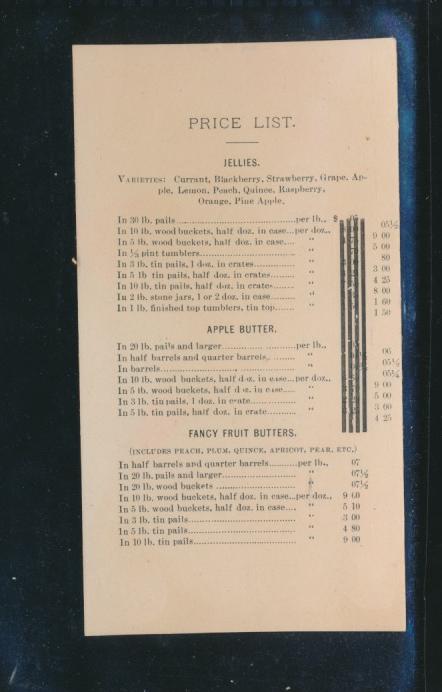 PRICE LIST.
JELLIES.
VARIETIES: Currant, Blackberry, Strawberry, Grape, Ap-
ple, Lemon, Peach, Quince, Raspberry,
Orange, Pine Apple.
In 30 lb. pails ... per lb., $ 05½
In 10 lb. wood buckets, half doz. in case... per doz., 9 00
In 5 lb. wood buckets, half doz. in case.... " 5 00
In ½ pint tumblers ... " 80
In 3 lb. tin pails, 1 doz. in crates ... " 3 00
In 5 lb tin pails, half doz. in crates ... " 4 25
In 10 lb. tin pails, half doz. in crates ... " 8 00
In 2 lb. stone jars, 1 or 2 doz. in case ... " 1 60
In 1 lb. finished top tumblers, tin top ... " 1 50
APPLE BUTTER.
In 20 lb. pails and larger ... per lb., 06
In half barrels and quarter barrels, ... " 05½
In barrels ... "
In 10 lb. wood buckets, half doz. in case... per doz., 9 00
In 5 lb. wood buckets, half doz. in case.... " 5 00
In 3 lb. tin pails, 1 doz. in crate ... " 3 00
In 5 lb. tin pails, half doz. in crate ... " 4 25
FANCY FRUIT BUTTERS.
(INCLUDES PEACH, PLUM, QUINCE, APRICOT, PEAR, ETC.)
In half barrels and quarter barrels ... per lb., 07
In 20 lb. pails and larger ... " 07½
In 20 lb. wood buckets ... " 07½
In 10 lb. wood buckets, half doz. in case... per doz., 9 60
In 5 lb. wood buckets, half doz. in case.... " 5 10
In 3 lb. tin pails ... " 3 00
In 5 lb. tin pails ... " 4 80
In 10 lb. tin pails ... " 9 00